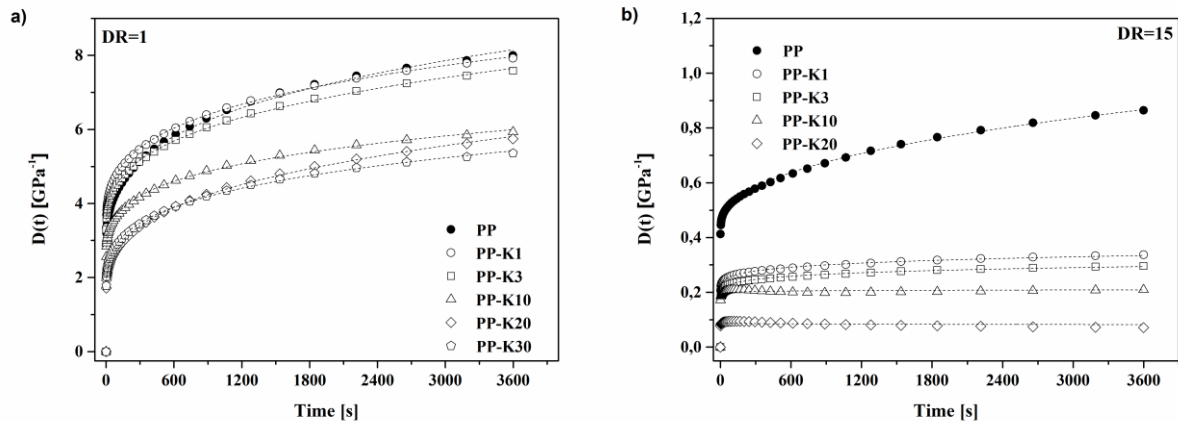 a)
DR=1
D(t) [GPa⁻¹]
8
6
4
2
0
PP
PP-K1
PP-K3
PP-K10
PP-K20
PP-K30
0 600 1200 1800 2400 3000 3600
Time [s]
b)
DR=15
D(t) [GPa⁻¹]
1,2
1,0
0,8
0,6
0,4
0,2
0,0
PP
PP-K1
PP-K3
PP-K10
PP-K20
0 600 1200 1800 2400 3000 3600
Time [s]